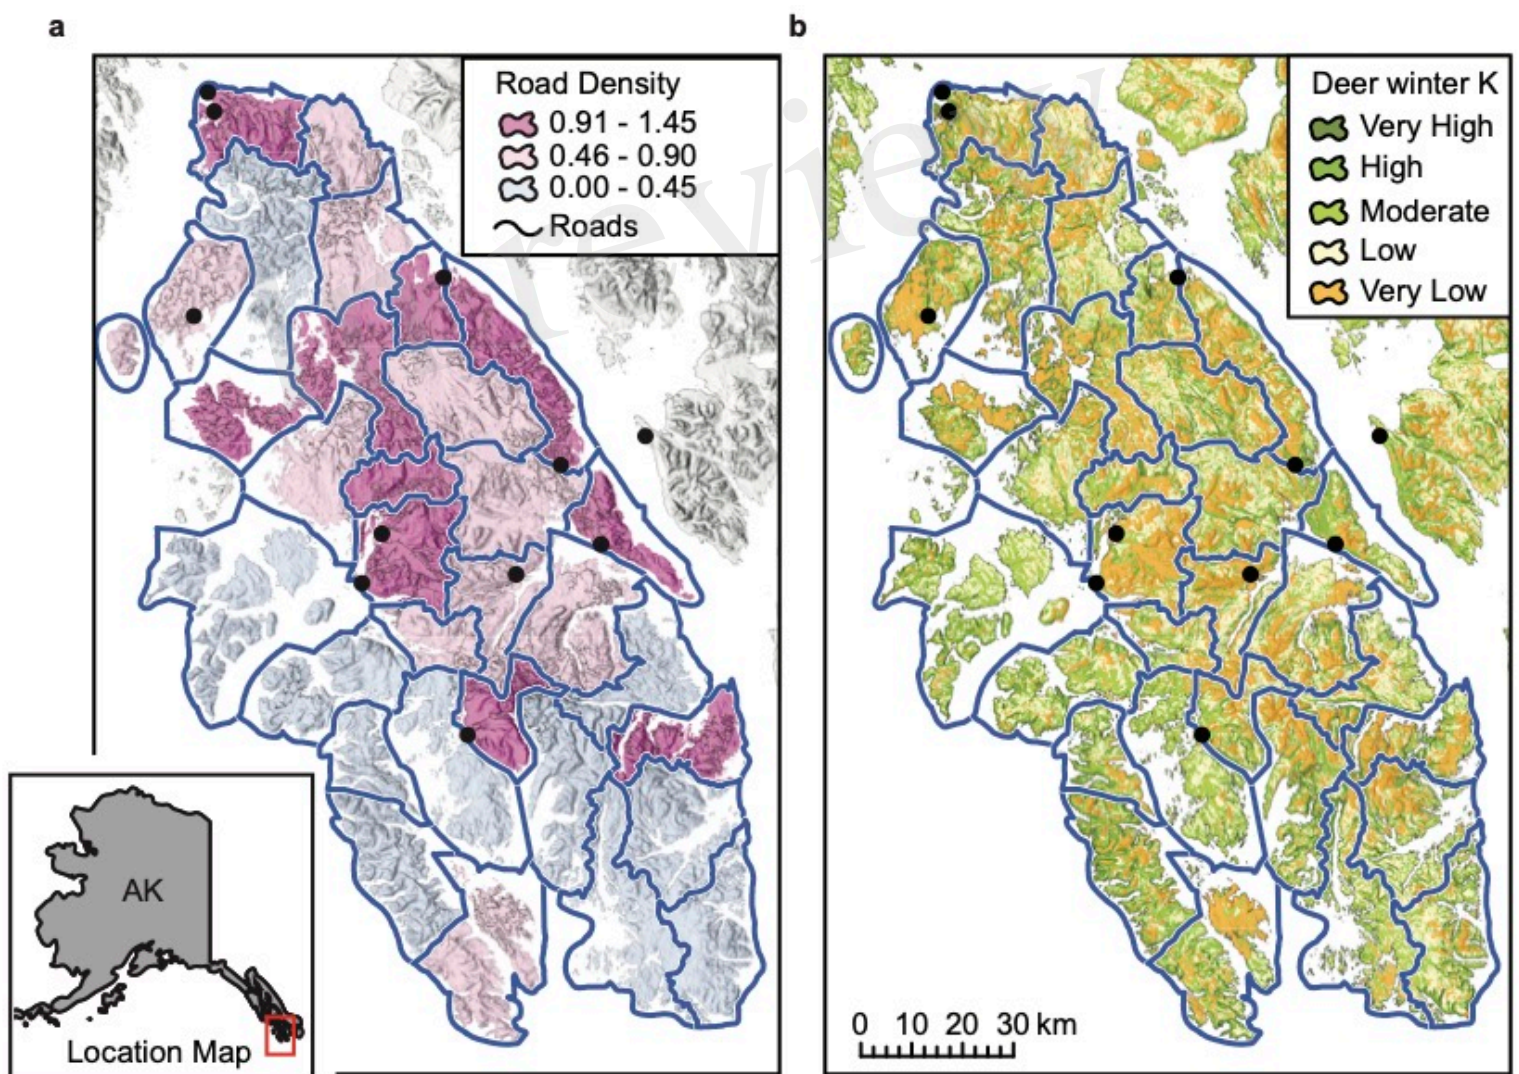 a
b
Road Density
0.91 - 1.45
0.46 - 0.90
0.00 - 0.45
Roads
Deer winter K
Very High
High
Moderate
Low
Very Low
AK
Location Map
0 10 20 30 km